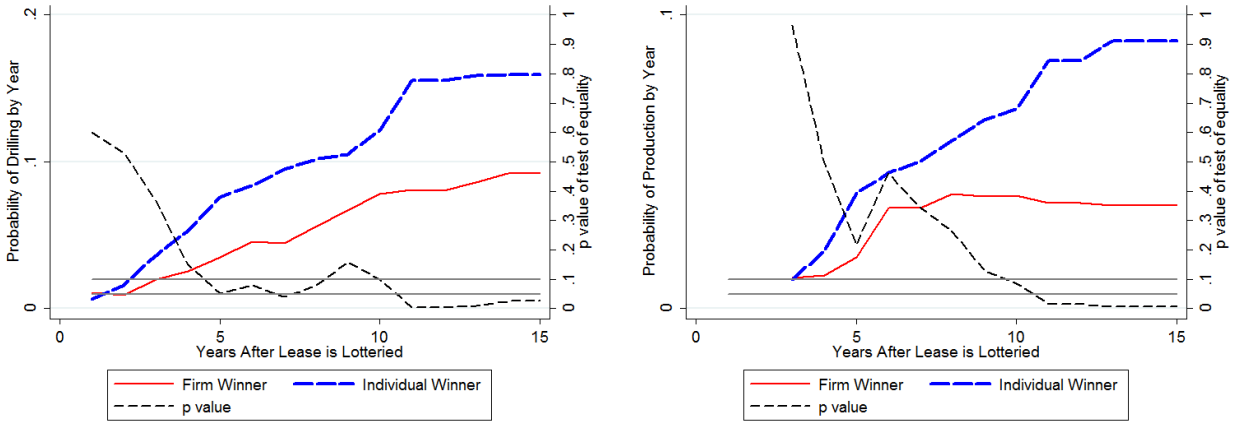 Probability of Drilling by Year
.2
.1
0
1
.9
.8
.7
.6
.5
.4
.3
.2
.1
0
p value of test of equality
0
5
10
15
Years After Lease is Lotteried
Firm Winner
Individual Winner
p value
Probability of Production by Year
.1
0
1
.9
.8
.7
.6
.5
.4
.3
.2
.1
0
p value of test of equality
0
5
10
15
Years After Lease is Lotteried
Firm Winner
Individual Winner
p value